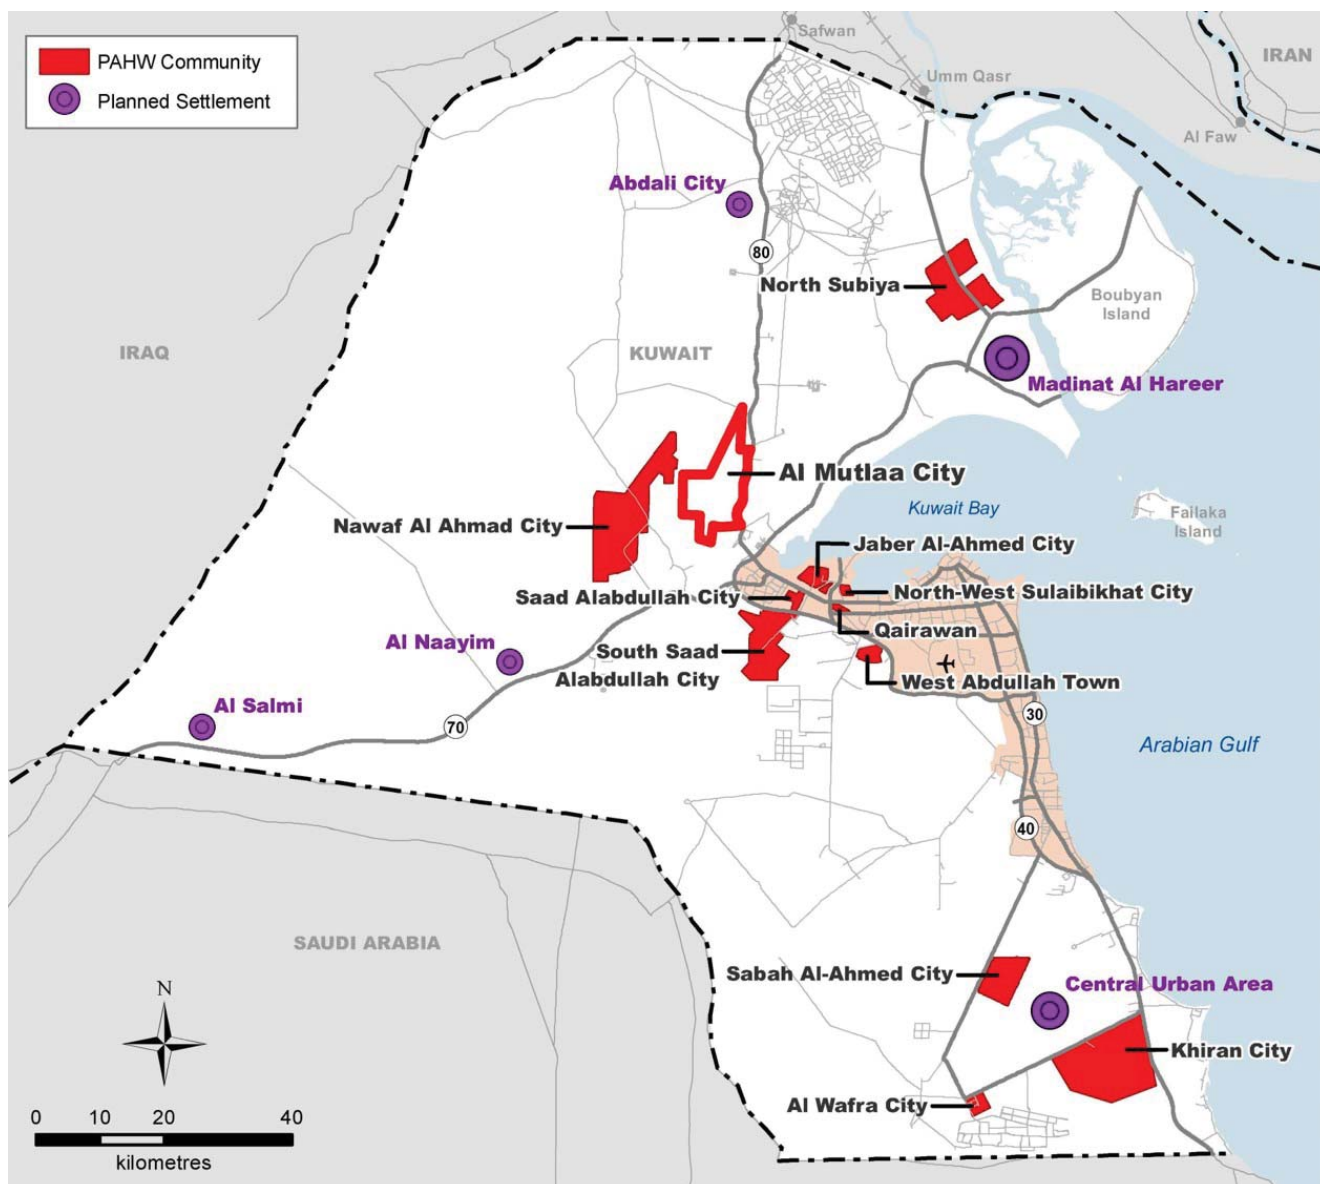 PAHW Community
Planned Settlement
Safwan
Umm Qasr
IRAN
Al Faw
Abdali City
80
North Subiya
Boubyan
Island
IRAQ
KUWAIT
Madinat Al Hareer
Al Mutlaa City
Nawaf Al Ahmad City
Kuwait Bay
Failaka
Island
Jaber Al-Ahmed City
Saad Alabdullah City
North-West Sulaibikhat City
Qairawan
Al Naayim
South Saad
Alabdullah City
West Abdullah Town
Al Salmi
70
30
Arabian Gulf
40
SAUDI ARABIA
Sabah Al-Ahmed City
Central Urban Area
N
Khiran City
Al Wafra City
0 10 20 40
kilometres